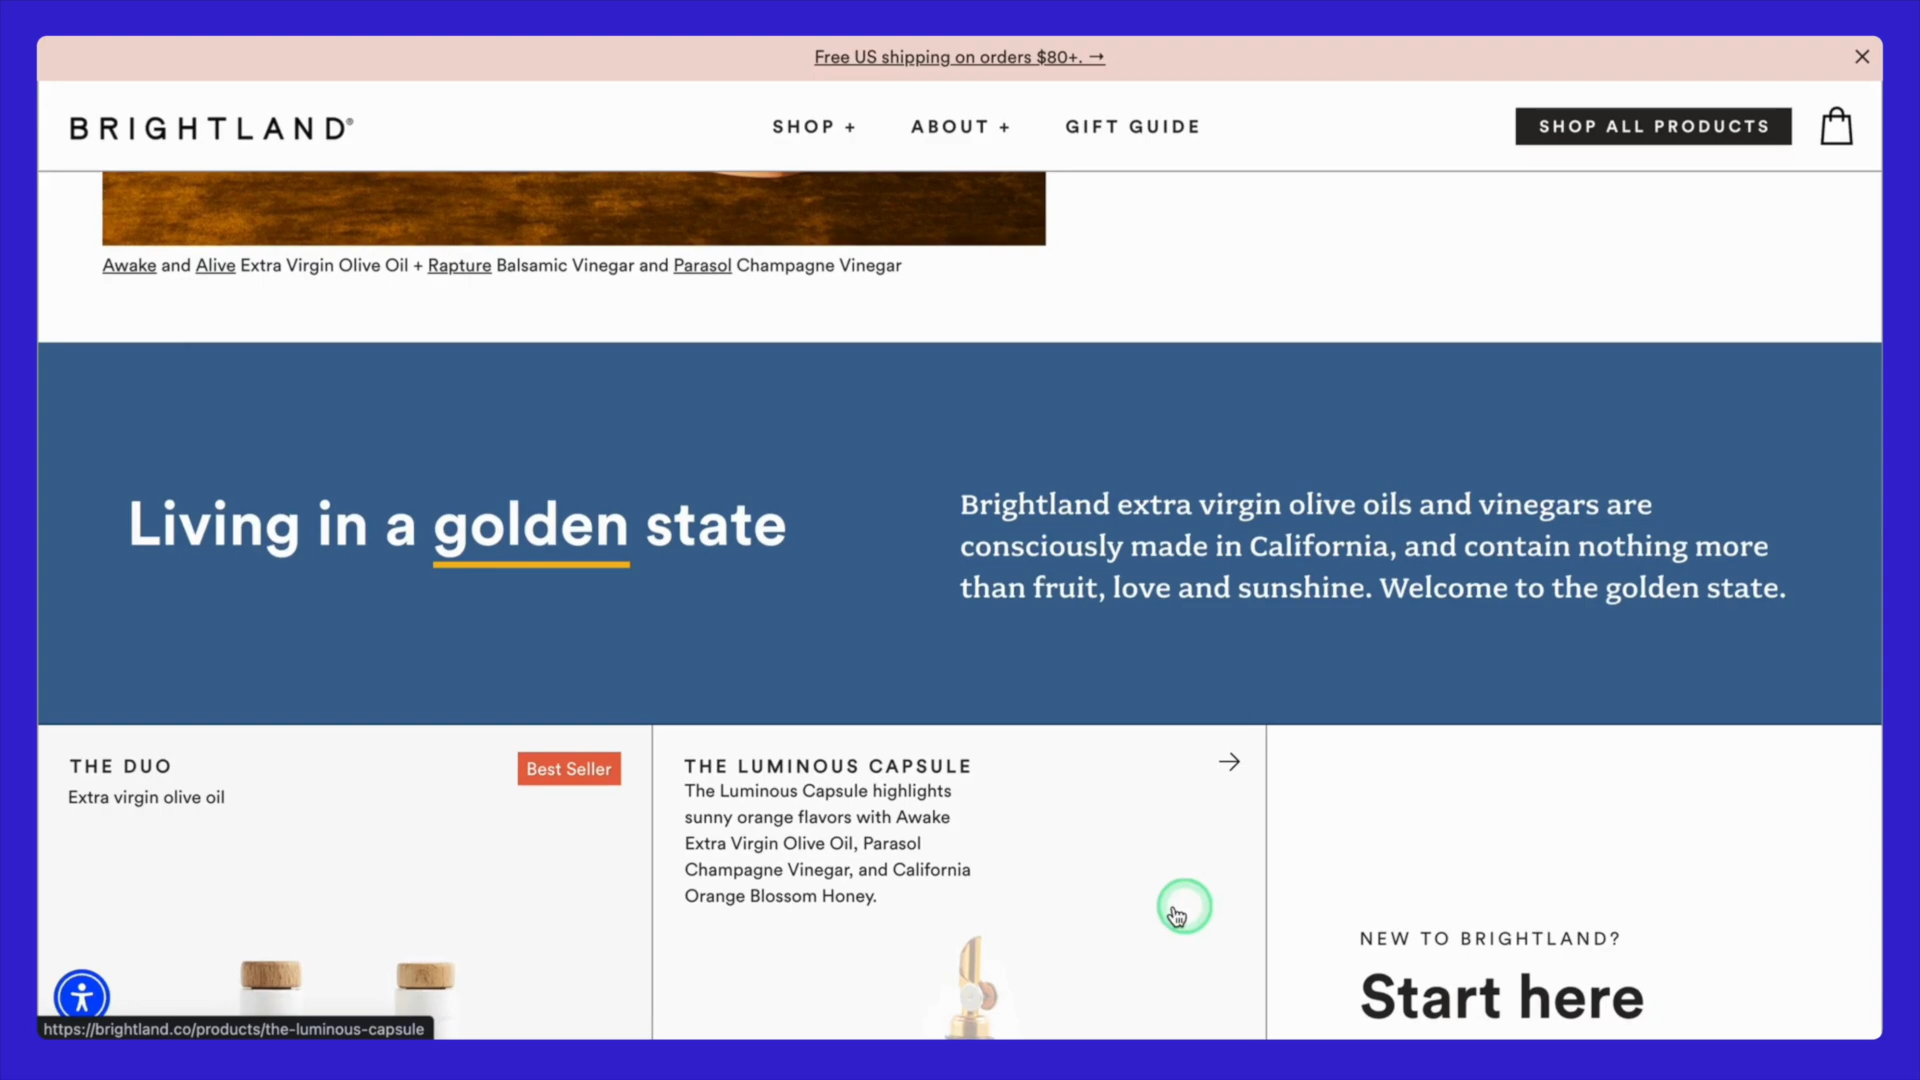 Free US shipping on orders $80+. →
BRIGHTLAND®
SHOP +
ABOUT +
GIFT GUIDE
SHOP ALL PRODUCTS
Awake and Alive Extra Virgin Olive Oil + Rapture Balsamic Vinegar and Parasol Champagne Vinegar
Living in a golden state
Brightland extra virgin olive oils and vinegars are
consciously made in California, and contain nothing more
than fruit, love and sunshine. Welcome to the golden state.
THE DUO
Extra virgin olive oil
Best Seller
THE LUMINOUS CAPSULE
The Luminous Capsule highlights
sunny orange flavors with Awake
Extra Virgin Olive Oil, Parasol
Champagne Vinegar, and California
Orange Blossom Honey.
NEW TO BRIGHTLAND?
Start here
https://brightland.co/products/the-luminous-capsule